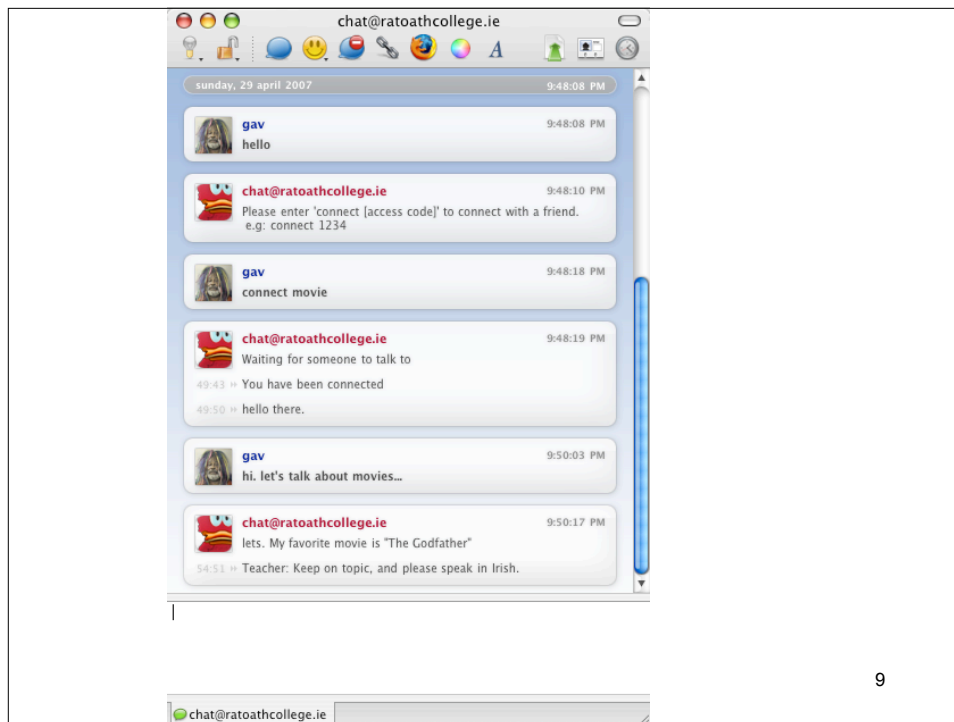 chat@ratoathcollege.ie
A
sunday, 29 april 2007 9:48:08 PM
gav 9:48:08 PM
hello
chat@ratoathcollege.ie 9:48:10 PM
Please enter 'connect [access code]' to connect with a friend.
e.g: connect 1234
gav 9:48:18 PM
connect movie
chat@ratoathcollege.ie 9:48:19 PM
Waiting for someone to talk to
49:43 » You have been connected
49:50 » hello there.
gav 9:50:03 PM
hi. let's talk about movies...
chat@ratoathcollege.ie 9:50:17 PM
lets. My favorite movie is "The Godfather"
54:51 » Teacher: Keep on topic, and please speak in Irish.
9
chat@ratoathcollege.ie